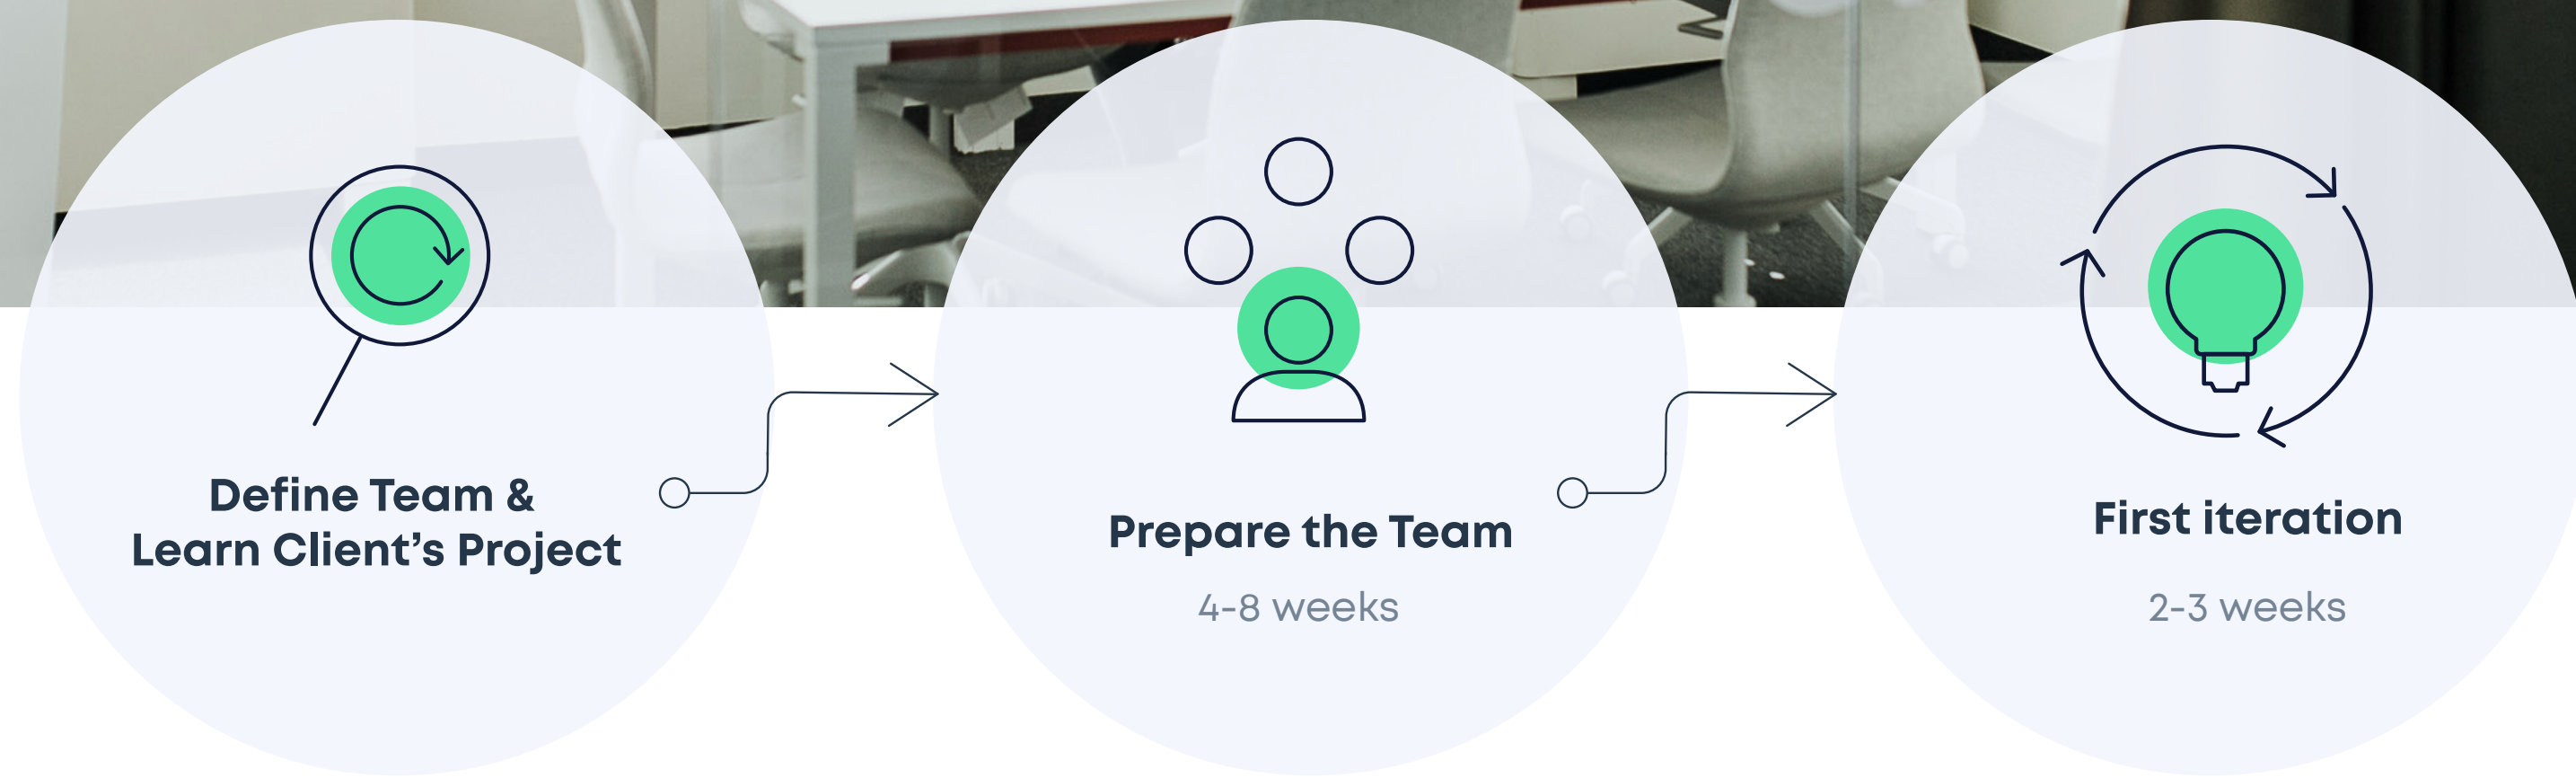 Define Team &
Learn Client’s Project
Prepare the Team
4-8 weeks
First iteration
2-3 weeks